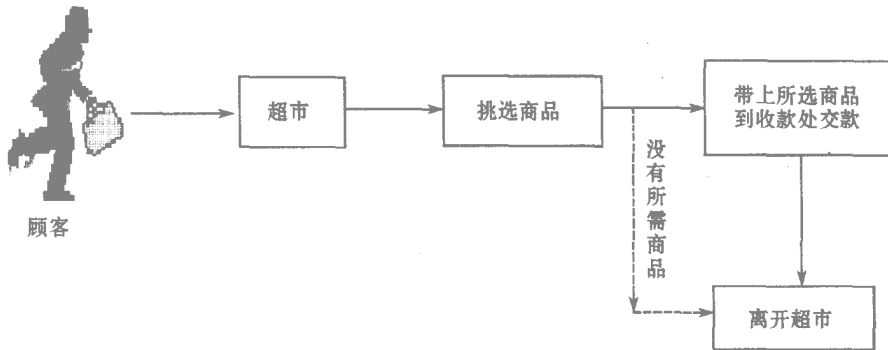 顾客
超市
挑选商品
带上所选商品
到收款处交款
没有所需商品
离开超市